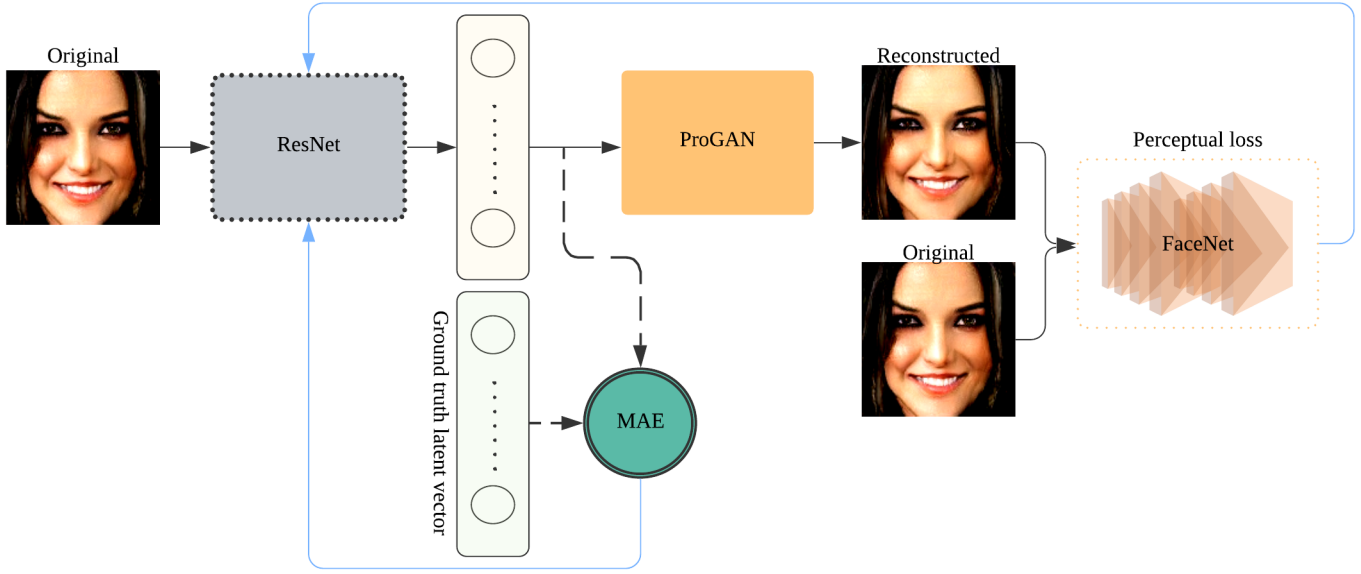 Original
ResNet
ProGAN
Reconstructed
Original
Perceptual loss
FaceNet
Ground truth latent vector
MAE